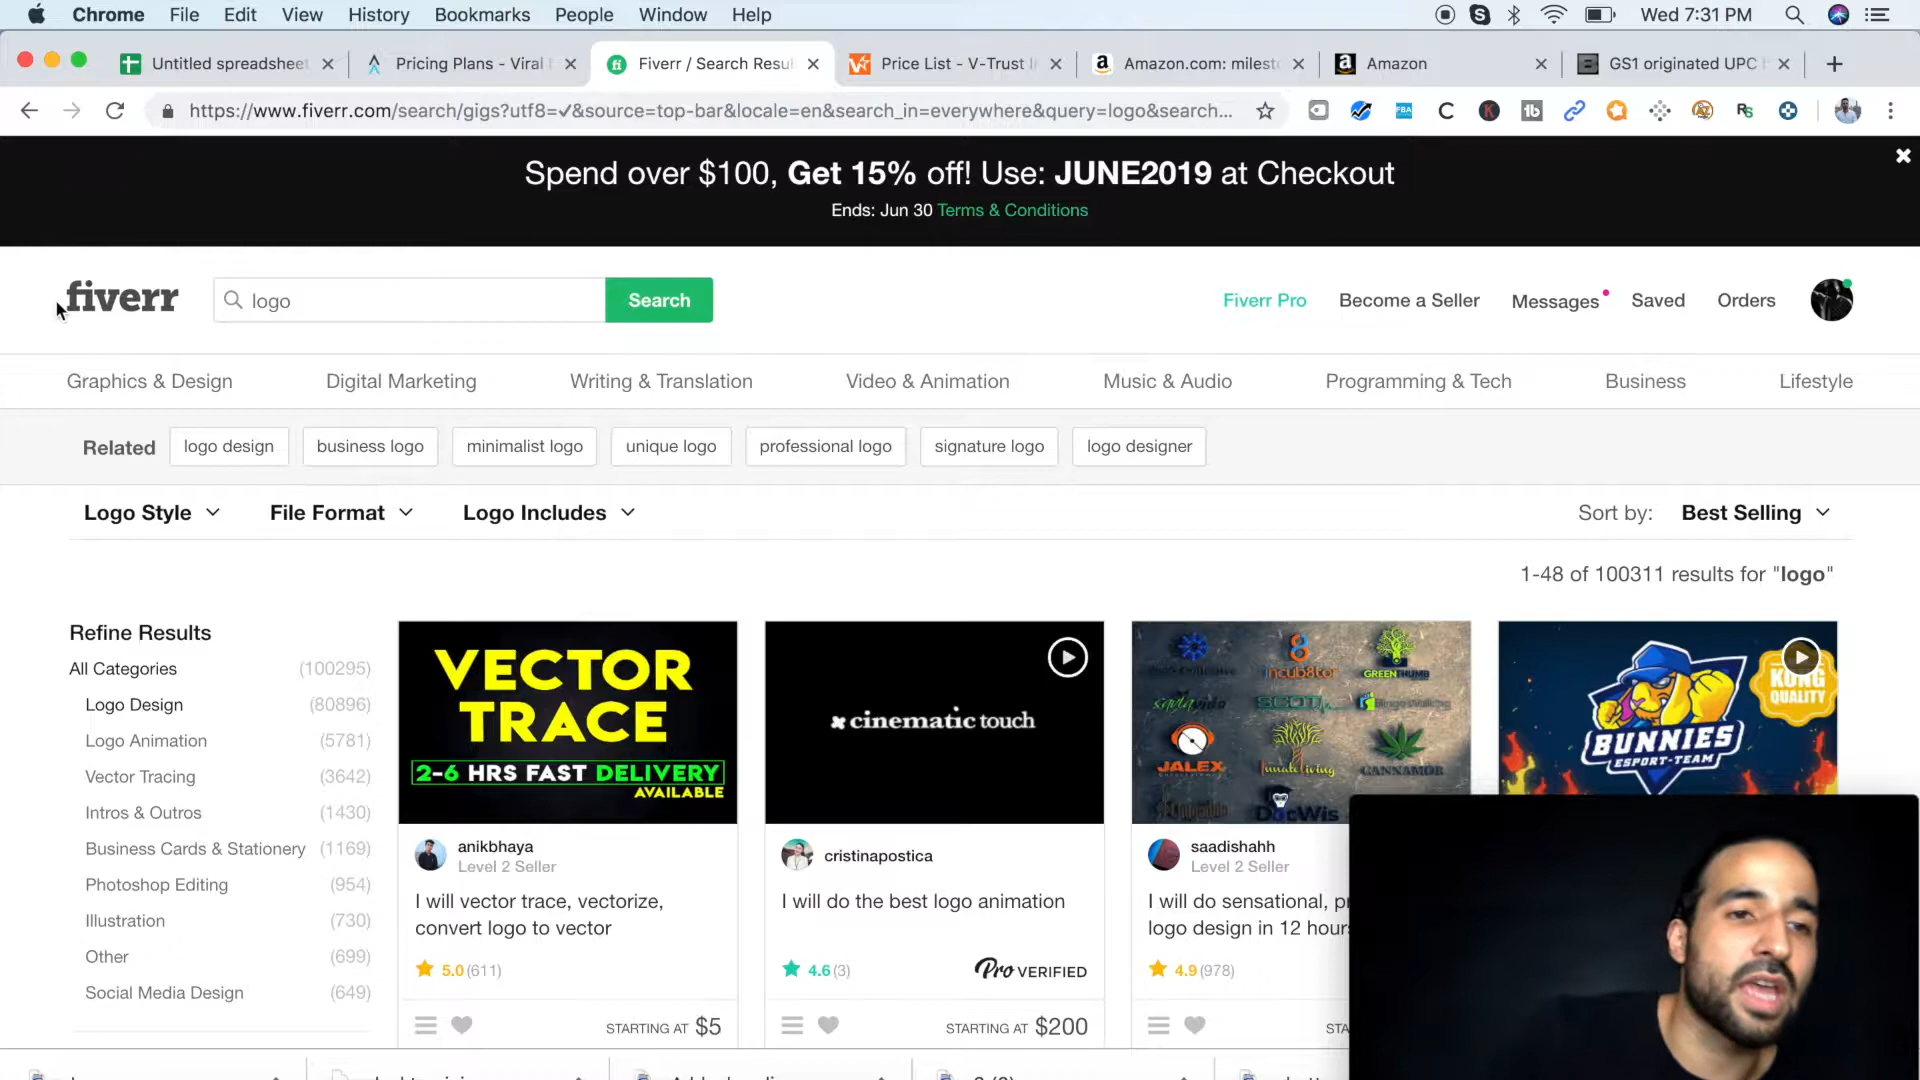 Chrome File Edit View History Bookmarks People Window Help
Wed 7:31 PM
Untitled spreadsheet
Pricing Plans - Viral
Fiverr / Search Resu
Price List - V-Trust
Amazon.com: milest
Amazon
GS1 originated UPC
https://www.fiverr.com/search/gigs?utf8=✓&source=top-bar&locale=en&search_in=everywhere&query=logo&search...
Spend over $100, Get 15% off! Use: JUNE2019 at Checkout
Ends: Jun 30 Terms & Conditions
fiverr
logo
Search
Fiverr Pro
Become a Seller
Messages
Saved
Orders
Graphics & Design
Digital Marketing
Writing & Translation
Video & Animation
Music & Audio
Programming & Tech
Business
Lifestyle
Related
logo design
business logo
minimalist logo
unique logo
professional logo
signature logo
logo designer
Logo Style
File Format
Logo Includes
Sort by: Best Selling
1-48 of 100311 results for "logo"
Refine Results
All Categories (100295)
Logo Design (80896)
Logo Animation (5781)
Vector Tracing (3642)
Intros & Outros (1430)
Business Cards & Stationery (1169)
Photoshop Editing (954)
Illustration (730)
Other (699)
Social Media Design (649)
VECTOR
TRACE
2-6 HRS FAST DELIVERY
AVAILABLE
anikbhaya
Level 2 Seller
I will vector trace, vectorize,
convert logo to vector
5.0 (611)
STARTING AT $5
cinematic touch
cristinapostica
I will do the best logo animation
4.6 (3)
Pro VERIFIED
STARTING AT $200
incub8tor
GREENTHUMB
SCOT
JALEX
LunateLiving
CANNAMOR
DocWis
saadishahh
Level 2 Seller
I will do sensational, p
logo design in 12 hours
4.9 (978)
STA
KONG
QUALITY
BUNNIES
ESPORT-TEAM